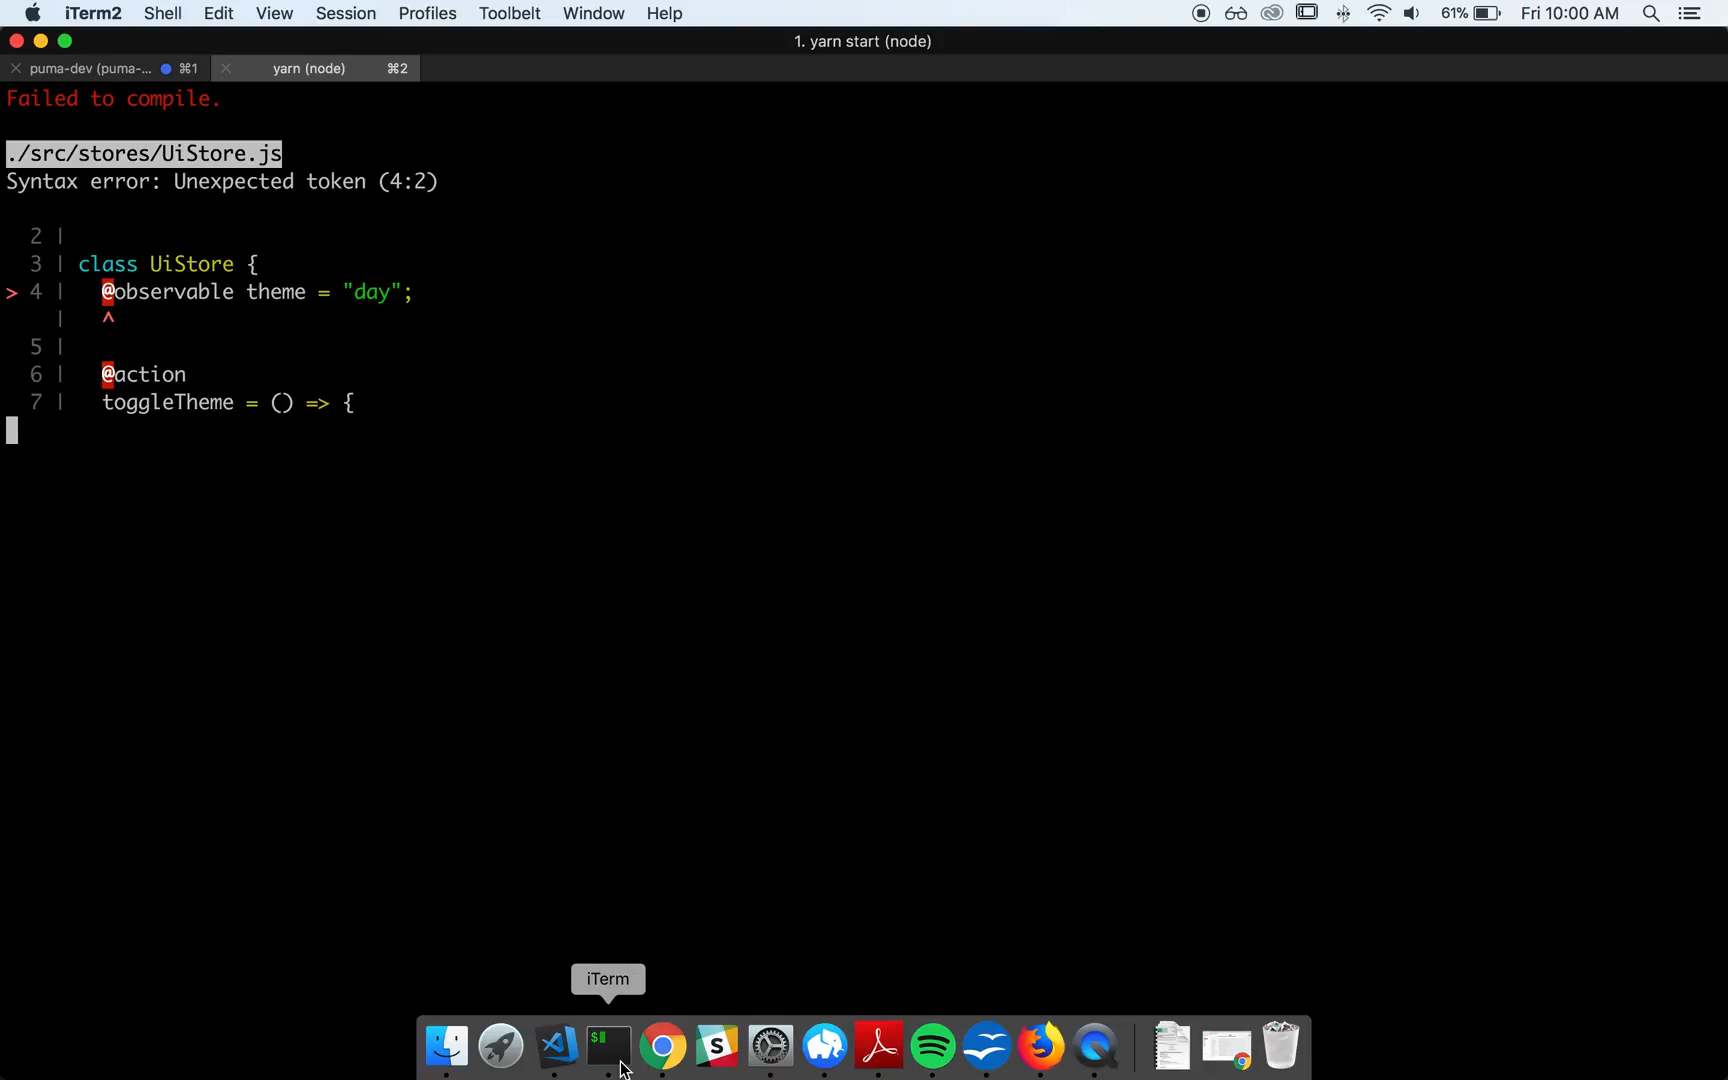 iTerm2 Shell Edit View Session Profiles Toolbelt Window Help 61% Fri 10:00 AM
1. yarn start (node)
puma-dev (puma-... ⌘1 yarn (node) ⌘2
Failed to compile.
./src/stores/UiStore.js
Syntax error: Unexpected token (4:2)
2 |
3 | class UiStore {
> 4 | @observable theme = "day";
| ^
5 |
6 | @action
7 | toggleTheme = () => {
iTerm
$
S